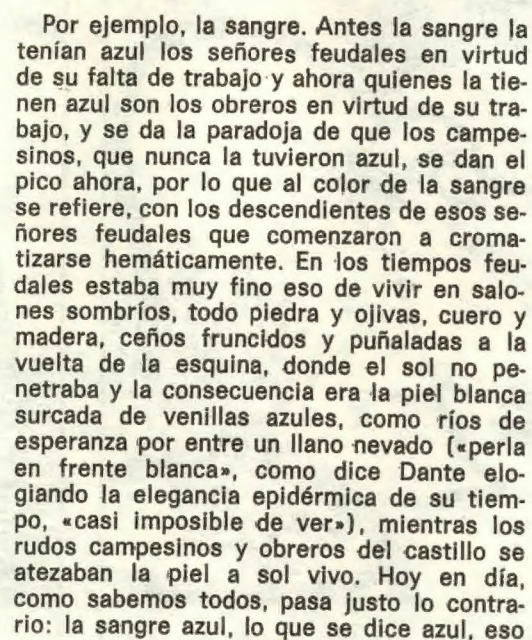 Por ejemplo, la sangre. Antes la sangre la
tenían azul los señores feudales en virtud
de su falta de trabajo y ahora quienes la tie-
nen azul son los obreros en virtud de su tra-
bajo, y se da la paradoja de que los campe-
sinos, que nunca la tuvieron azul, se dan el
pico ahora, por lo que al color de la sangre
se refiere, con los descendientes de esos se-
ñores feudales que comenzaron a croma-
tizarse hemáticamente. En los tiempos feu-
dales estaba muy fino eso de vivir en salo-
nes sombríos, todo piedra y ojivas, cuero y
madera, ceños fruncidos y puñaladas a la
vuelta de la esquina, donde el sol no pe-
netraba y la consecuencia era la piel blanca
surcada de venillas azules, como ríos de
esperanza por entre un llano nevado («perla
en frente blanca», como dice Dante elo-
giando la elegancia epidérmica de su tiem-
po, «casi imposible de ver»), mientras los
rudos campesinos y obreros del castillo se
atezaban la piel a sol vivo. Hoy en día,
como sabemos todos, pasa justo lo contra-
rio: la sangre azul, lo que se dice azul, eso